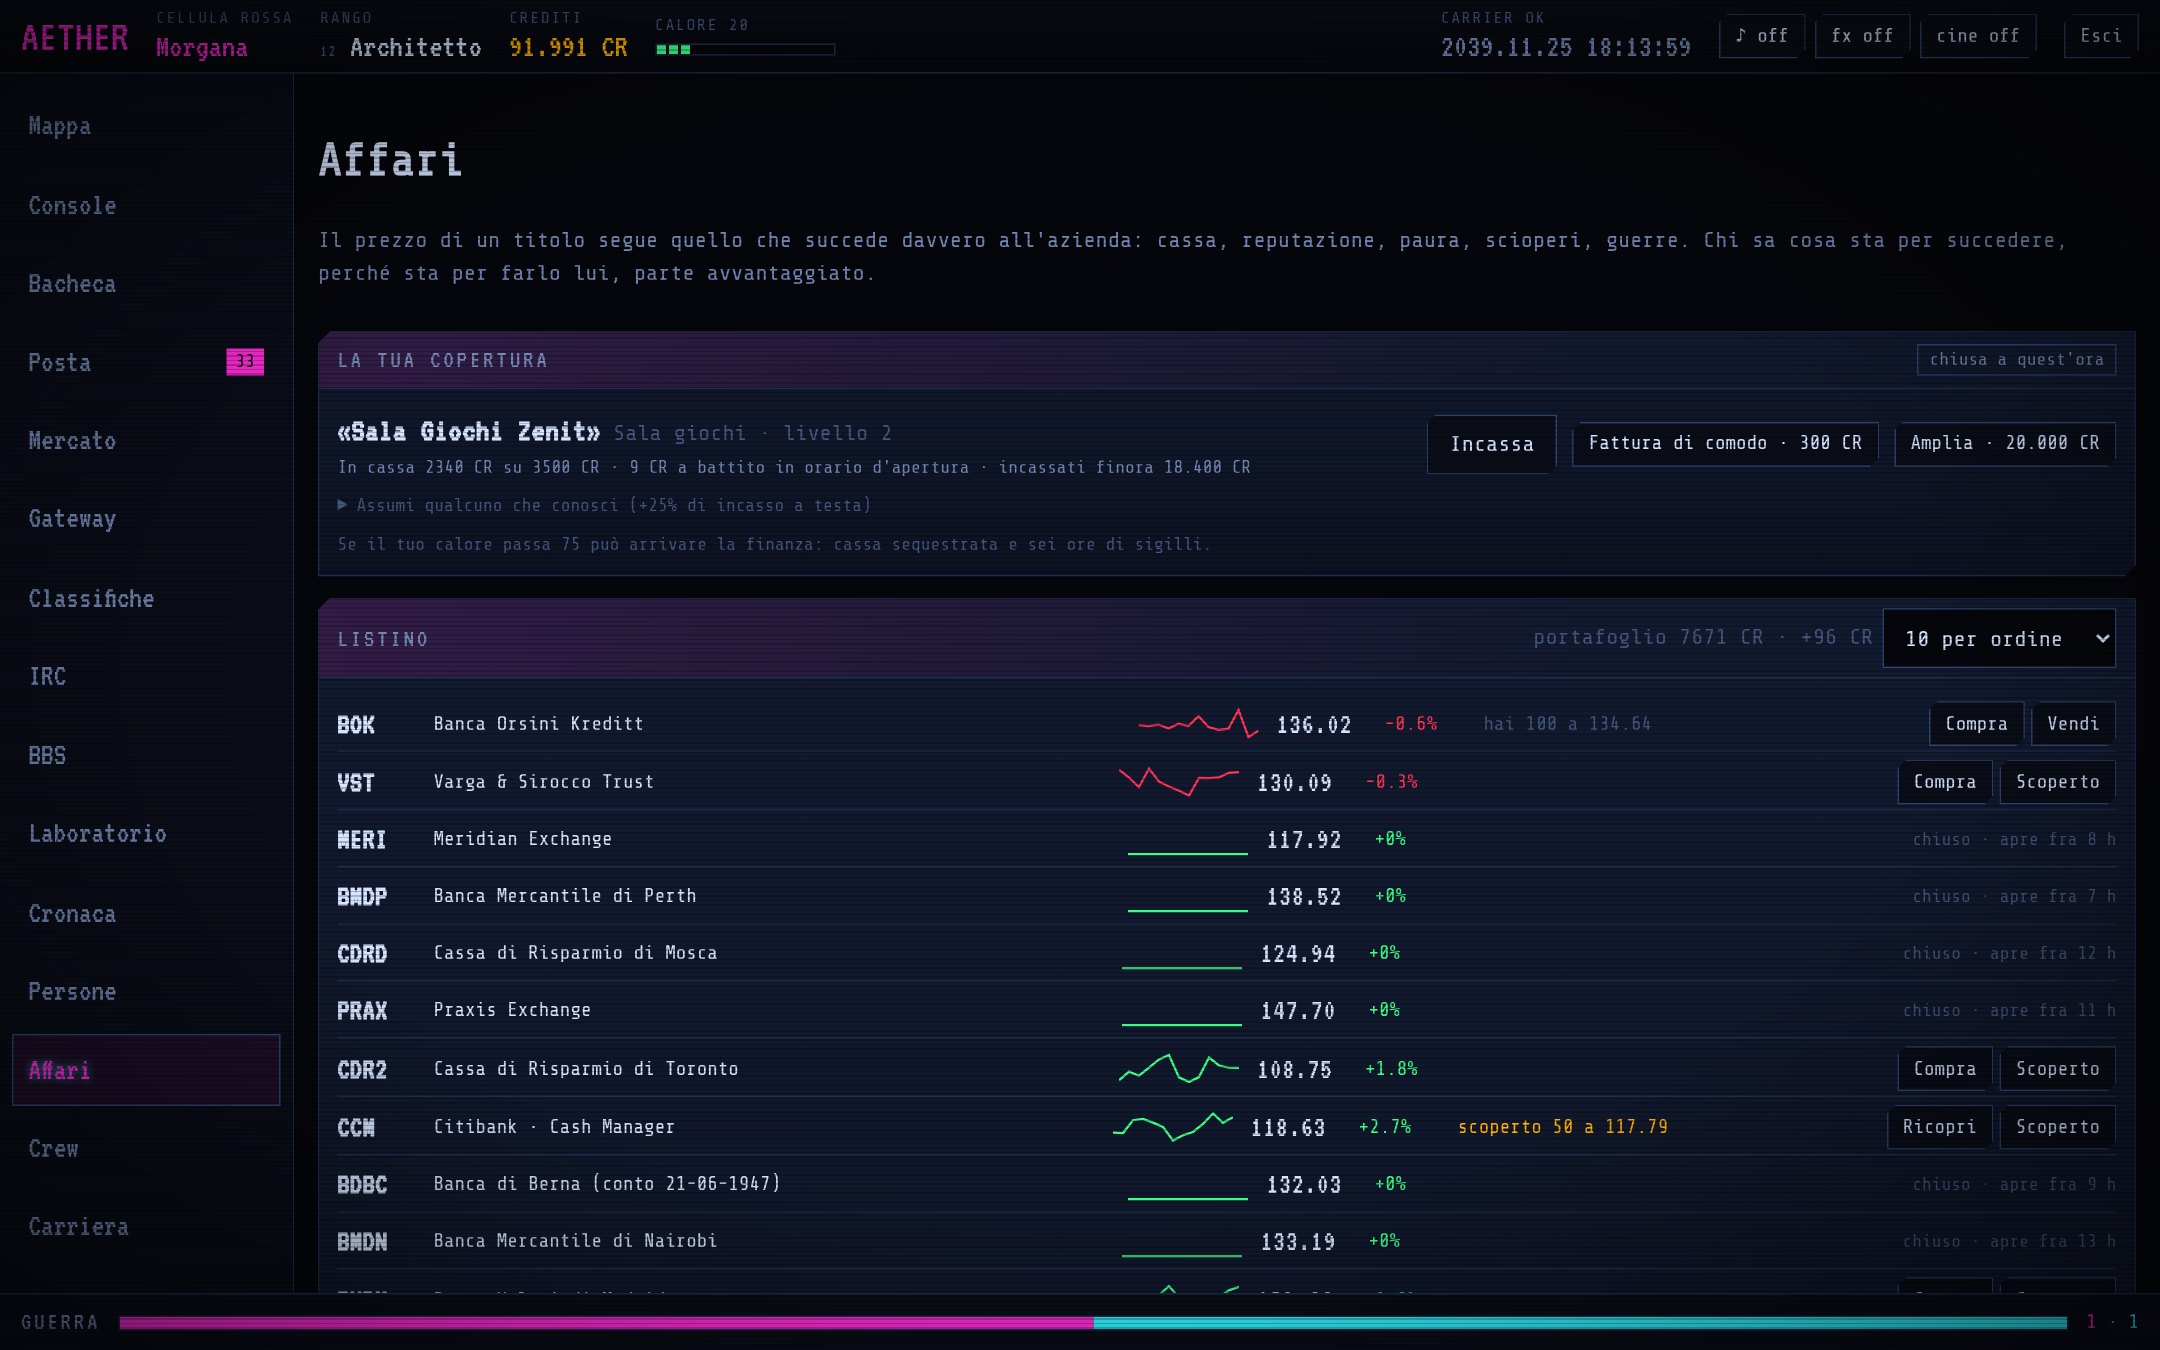 AETHER
CELLULA ROSSA
Morgana
RANGO
12 Architetto
CREDITI
91.991 CR
CALORE 20
CARRIER OK
2039.11.25 18:13:59
♪ off
fx off
cine off
Esci
Mappa
Console
Bacheca
Posta 33
Mercato
Gateway
Classifiche
IRC
BBS
Laboratorio
Cronaca
Persone
Affari
Crew
Carriera
Affari
Il prezzo di un titolo segue quello che succede davvero all'azienda: cassa, reputazione, paura, scioperi, guerre. Chi sa cosa sta per succedere,
perché sta per farlo lui, parte avvantaggiato.
LA TUA COPERTURA chiusa a quest'ora
«Sala Giochi Zenit» Sala giochi · livello 2
In cassa 2340 CR su 3500 CR · 9 CR a battito in orario d'apertura · incassati finora 18.400 CR
▶ Assumi qualcuno che conosci (+25% di incasso a testa)
Se il tuo calore passa 75 può arrivare la finanza: cassa sequestrata e sei ore di sigilli.
Incassa
Fattura di comodo · 300 CR
Amplia · 20.000 CR
LISTINO portafoglio 7671 CR · +96 CR 10 per ordine
BOK Banca Orsini Kreditt 136.02 -0.6% hai 100 a 134.64 Compra Vendi
VST Varga & Sirocco Trust 130.09 -0.3% Compra Scoperto
MERI Meridian Exchange 117.92 +0% chiuso · apre fra 8 h
BMDP Banca Mercantile di Perth 138.52 +0% chiuso · apre fra 7 h
CDRD Cassa di Risparmio di Mosca 124.94 +0% chiuso · apre fra 12 h
PRAX Praxis Exchange 147.70 +0% chiuso · apre fra 11 h
CDR2 Cassa di Risparmio di Toronto 108.75 +1.8% Compra Scoperto
CCM Citibank · Cash Manager 118.63 +2.7% scoperto 50 a 117.79 Ricopri Scoperto
BDBC Banca di Berna (conto 21-06-1947) 132.03 +0% chiuso · apre fra 9 h
BMDN Banca Mercantile di Nairobi 133.19 +0% chiuso · apre fra 13 h
GUERRA 1 · 1